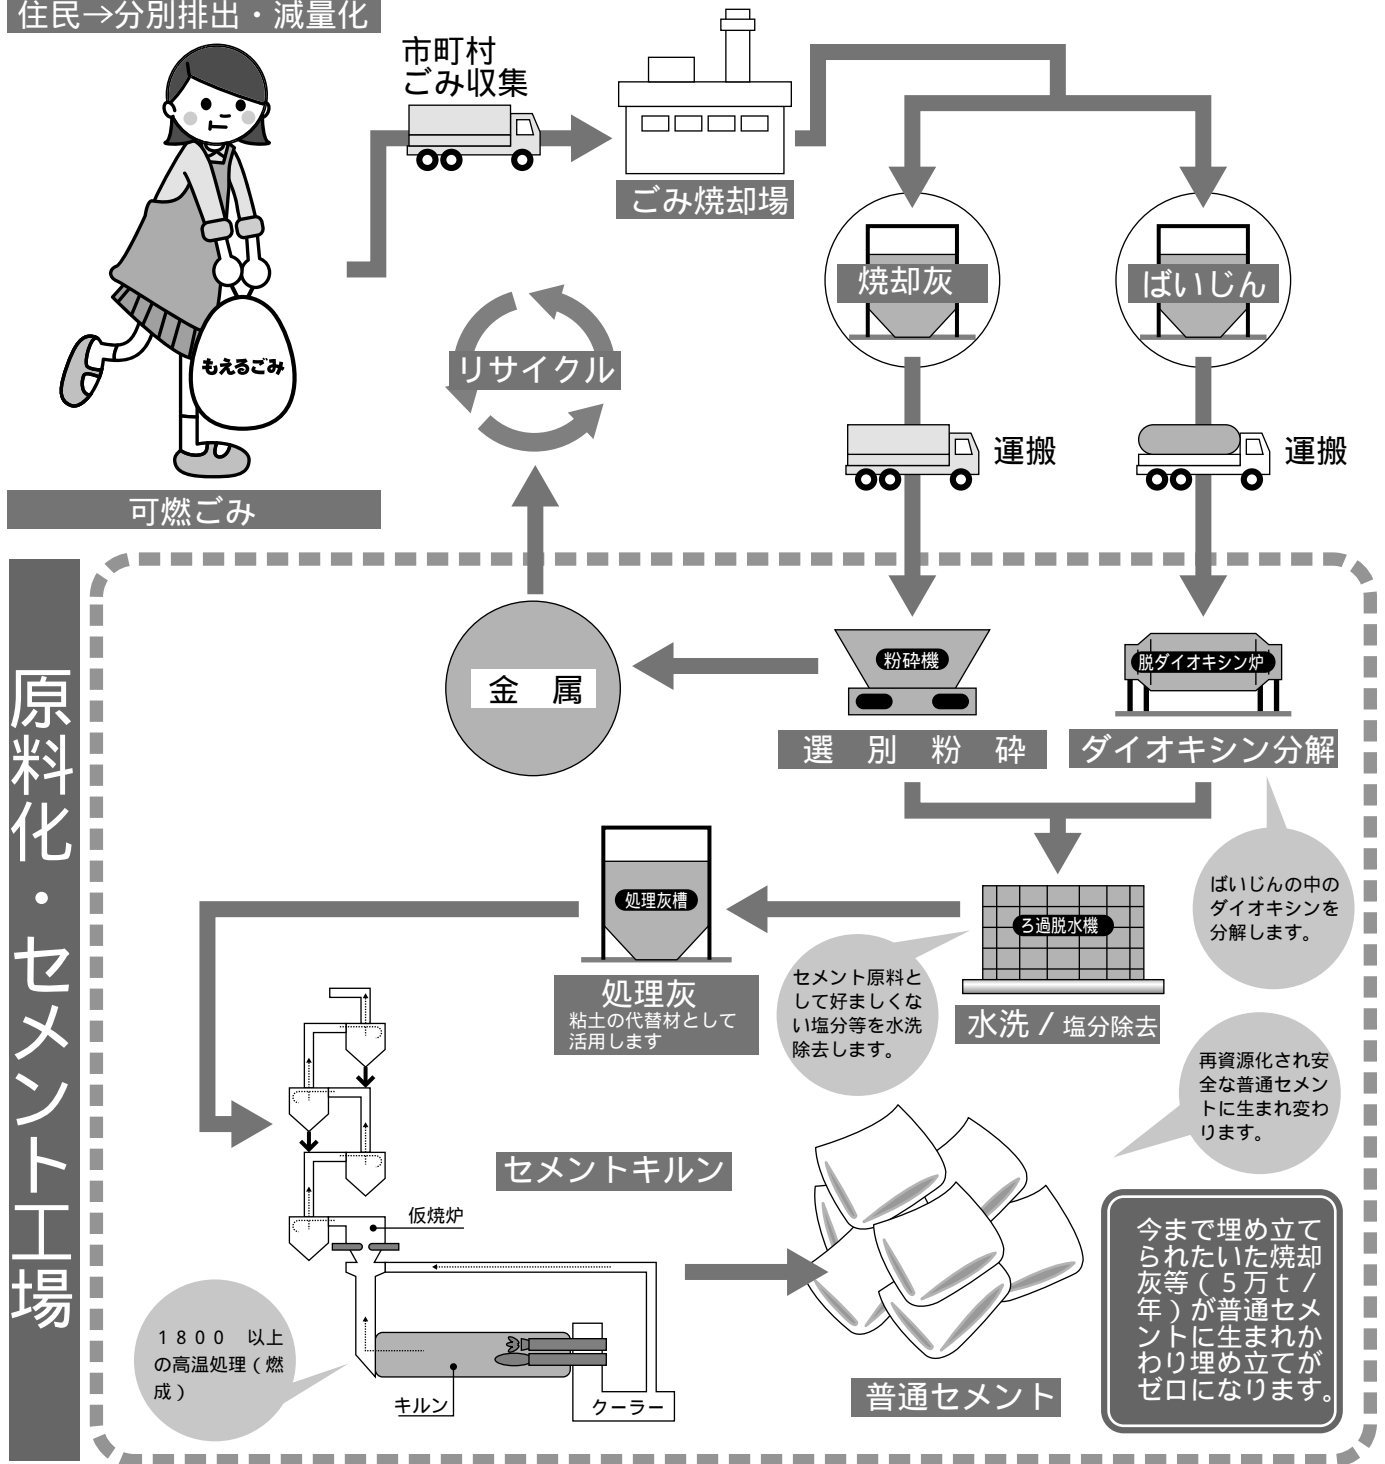 住民→分別排出・減量化
市町村
ごみ収集
ごみ焼却場
焼却灰
ばいじん
もえるごみ
リサイクル
運搬
運搬
可燃ごみ
原料化・セメント工場
粉砕機
脱ダイオキシン炉
金　属
選　別　粉　砕
ダイオキシン分解
ばいじんの中の
ダイオキシンを
分解します。
処理灰槽
ろ過脱水機
処理灰
粘土の代替材として
活用します
セメント原料と
して好ましくな
い塩分等を水洗
除去します。
水洗 / 塩分除去
再資源化され安
全な普通セメン
トに生まれ変わ
ります。
セメントキルン
仮焼炉
１８００　以上
の高温処理（燃
成）
キルン
クーラー
普通セメント
今まで埋め立て
られたいた焼却
灰等（５万ｔ／
年）が普通セメ
ントに生まれか
わり埋め立てが
ゼロになります。